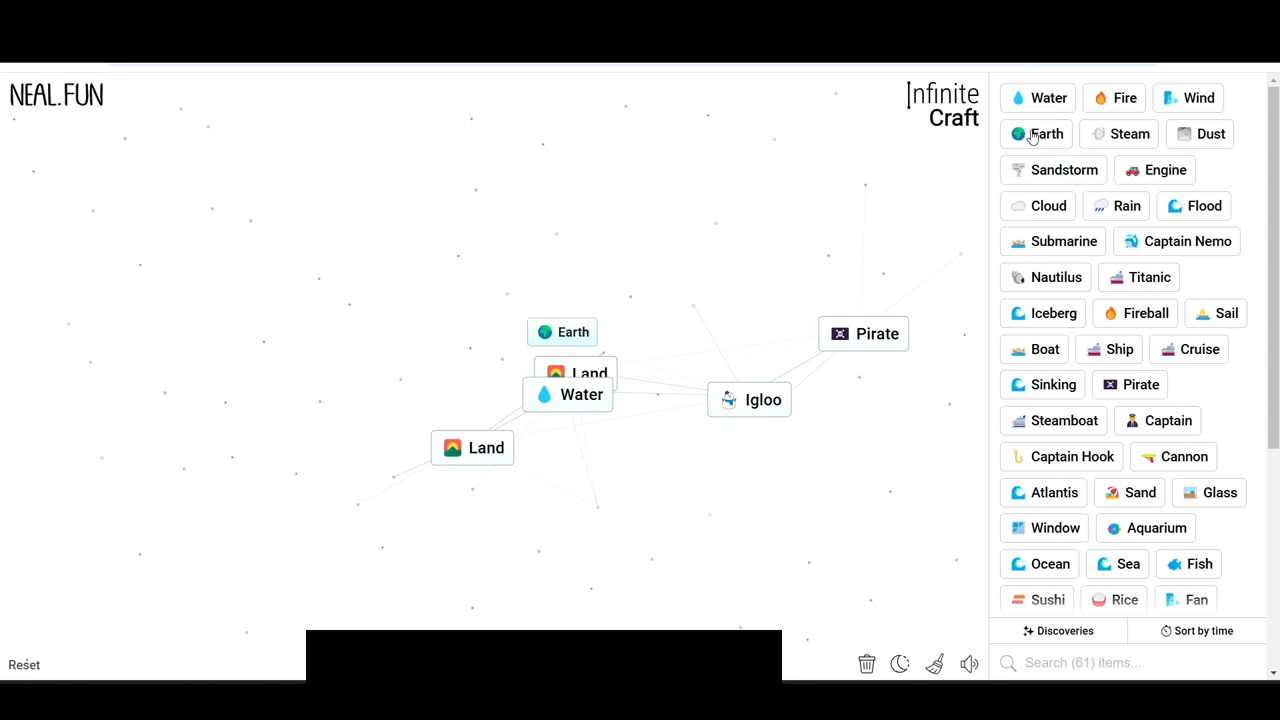 NEAL.FUN
Infinite
Craft
Earth
Land
Water
Land
Igloo
Pirate
Reset
Water Fire Wind
Earth Steam Dust
Sandstorm Engine
Cloud Rain Flood
Submarine Captain Nemo
Nautilus Titanic
Iceberg Fireball Sail
Boat Ship Cruise
Sinking Pirate
Steamboat Captain
Captain Hook Cannon
Atlantis Sand Glass
Window Aquarium
Ocean Sea Fish
Sushi Rice Fan
Discoveries Sort by time
Search (61) items...